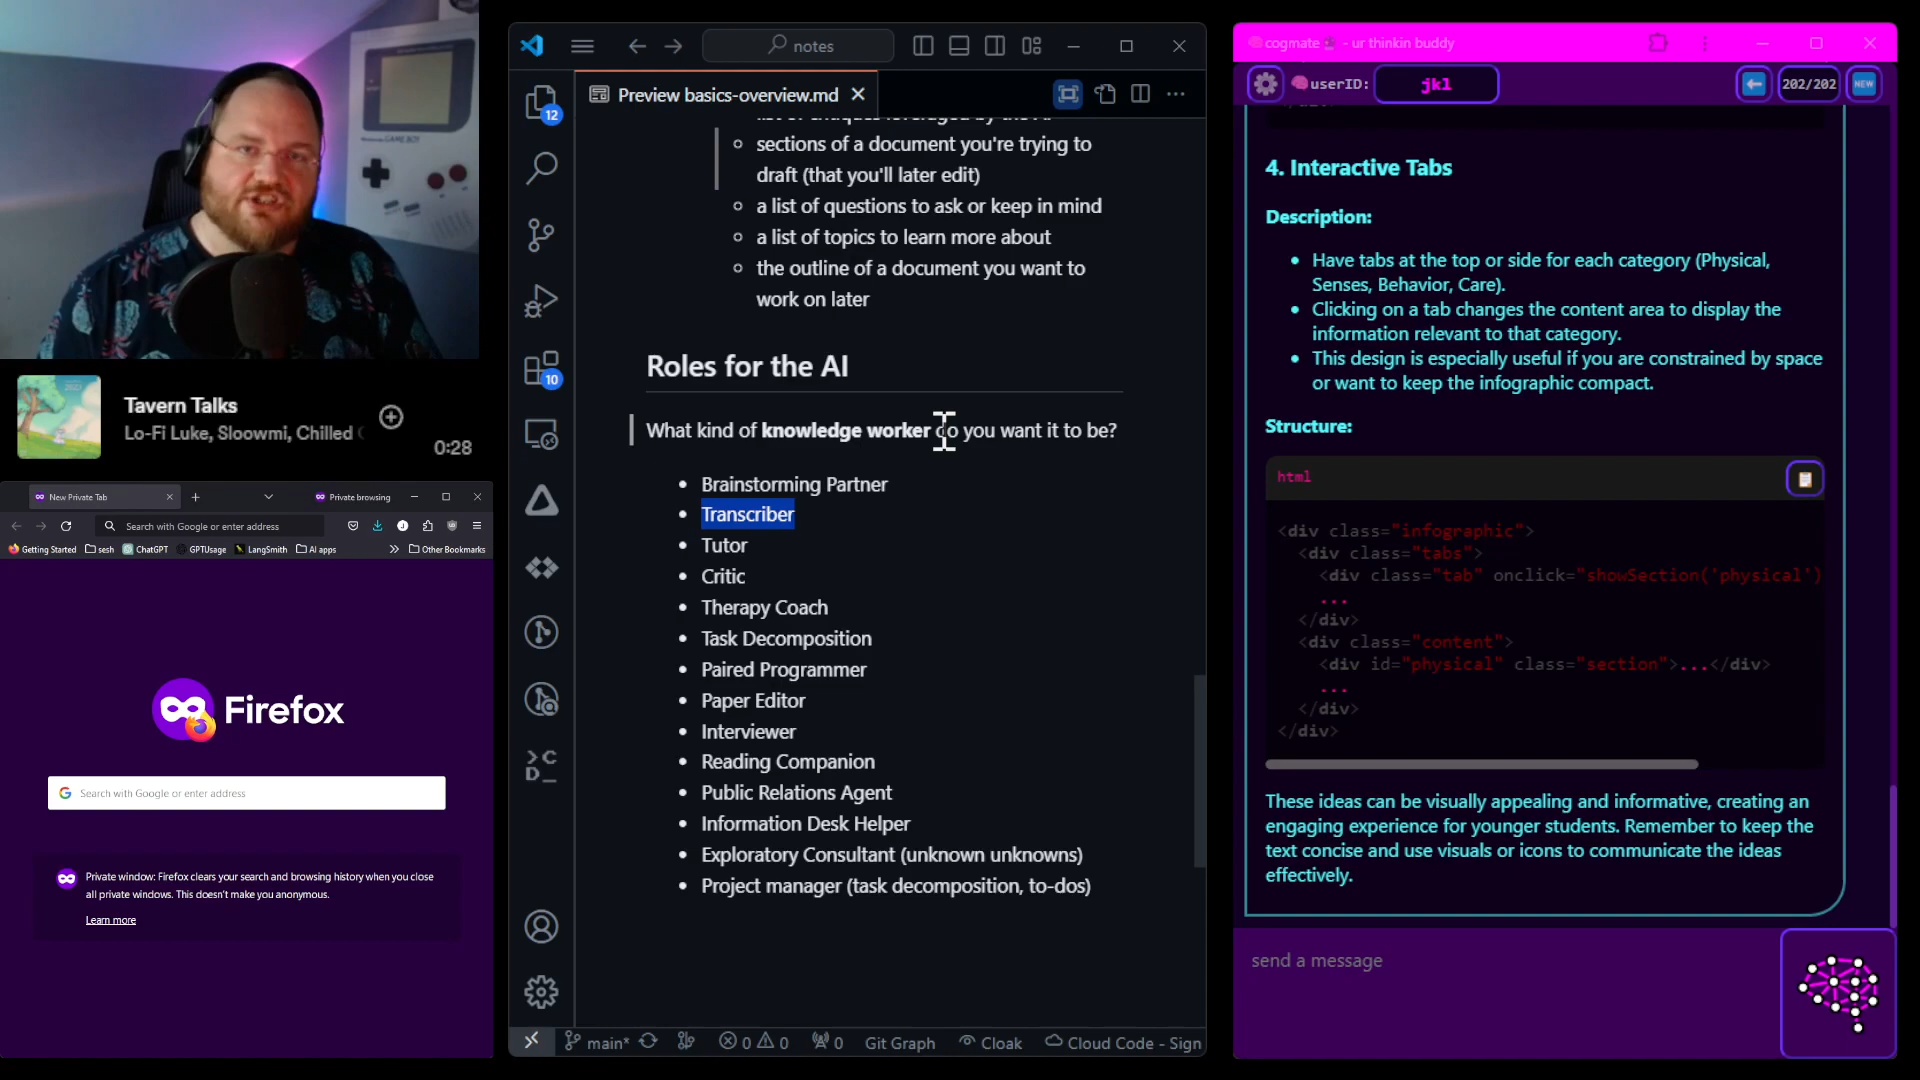 GAME BOY
Tavern Talks
Lo-Fi Luke, Sloowmi, Chilled
0:28
New Private Tab
Private browsing
Search with Google or enter address
Getting Started
sesh
ChatGPT
GPTUsage
LangSmith
AI apps
Other Bookmarks
Firefox
Search with Google or enter address
Private window: Firefox clears your search and browsing history when you close
all private windows. This doesn't make you anonymous.
Learn more
notes
12
10
Preview basics-overview.md
sections of a document you're trying to
draft (that you'll later edit)
a list of questions to ask or keep in mind
a list of topics to learn more about
the outline of a document you want to
work on later
Roles for the AI
What kind of knowledge worker do you want it to be?
Brainstorming Partner
Transcriber
Tutor
Critic
Therapy Coach
Task Decomposition
Paired Programmer
Paper Editor
Interviewer
Reading Companion
Public Relations Agent
Information Desk Helper
Exploratory Consultant (unknown unknowns)
Project manager (task decomposition, to-dos)
main*
0
0
0
Git Graph
Cloak
Cloud Code - Sign
cogmate - ur thinkin buddy
userID:
jkl
202/202
NEW
4. Interactive Tabs
Description:
Have tabs at the top or side for each category (Physical,
Senses, Behavior, Care).
Clicking on a tab changes the content area to display the
information relevant to that category.
This design is especially useful if you are constrained by space
or want to keep the infographic compact.
Structure:
html
<div class="infographic">
<div class="tabs">
<div class="tab" onclick="showSection('physical')
...
</div>
<div class="content">
<div id="physical" class="section">...</div>
...
</div>
</div>
These ideas can be visually appealing and informative, creating an
engaging experience for younger students. Remember to keep the
text concise and use visuals or icons to communicate the ideas
effectively.
send a message